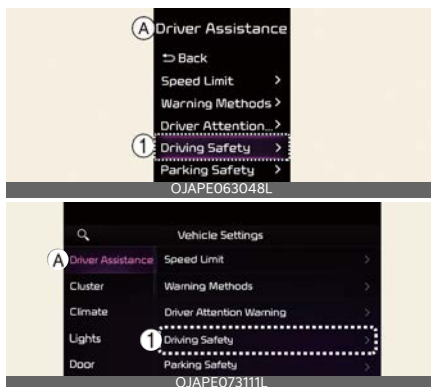 A Driver Assistance
Back
Speed Limit >
Warning Methods >
Driver Attention... >
1 Driving Safety >
Parking Safety >
OJAPE063048L
Vehicle Settings
A Driver Assistance Speed Limit >
Cluster Warning Methods >
Climate Driver Attention Warning >
Lights 1 Driving Safety >
Door Parking Safety >
OJAPE073111L